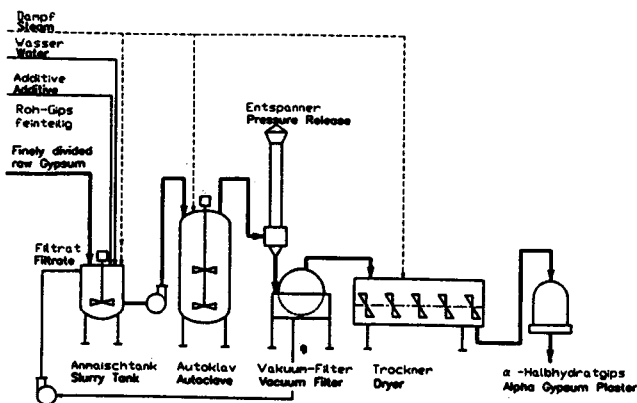 Dampf
Steam
Wasser
Water
Additive
Additive
Roh-Gips
feinteilig
Finely divided
raw Gypsum
Entspanner
Pressure Release
Filtrat
Filtrate
Anmaischtank
Slurry Tank
Autoklav
Autoclave
Vakuum-Filter
Vacuum Filter
Trockner
Dryer
α-Halbhydratgips
Alpha Gypsum Plaster